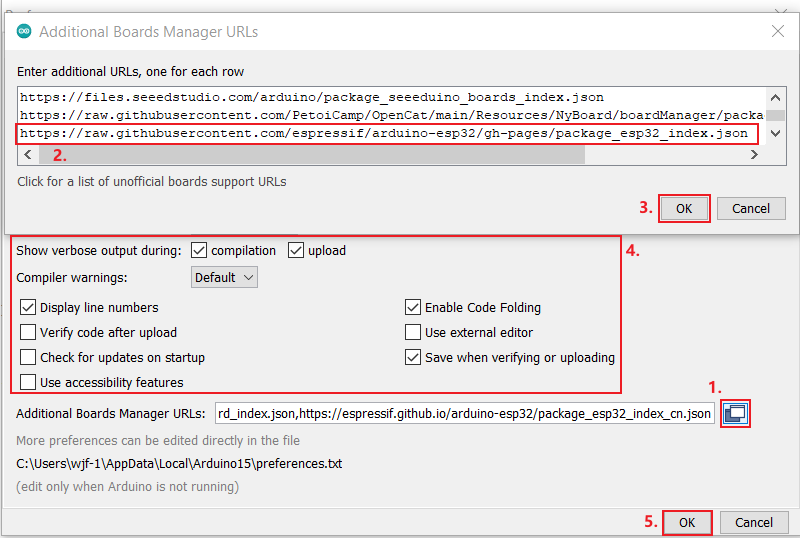 Additional Boards Manager URLs
Enter additional URLs, one for each row
https://files.seeedstudio.com/arduino/package_seeeduino_boards_index.json
https://raw.githubusercontent.com/PetoiCamp/OpenCat/main/Resources/NyBoard/boardManager/packa
https://raw.githubusercontent.com/espressif/arduino-esp32/gh-pages/package_esp32_index.json
2.
Click for a list of unofficial boards support URLs
3. OK Cancel
Show verbose output during: compilation upload 4.
Compiler warnings: Default
Display line numbers Enable Code Folding
Verify code after upload Use external editor
Check for updates on startup Save when verifying or uploading
Use accessibility features
1.
Additional Boards Manager URLs: rd_index.json,https://espressif.github.io/arduino-esp32/package_esp32_index_cn.json
More preferences can be edited directly in the file
C:\Users\wjf-1\AppData\Local\Arduino15\preferences.txt
(edit only when Arduino is not running)
5. OK Cancel